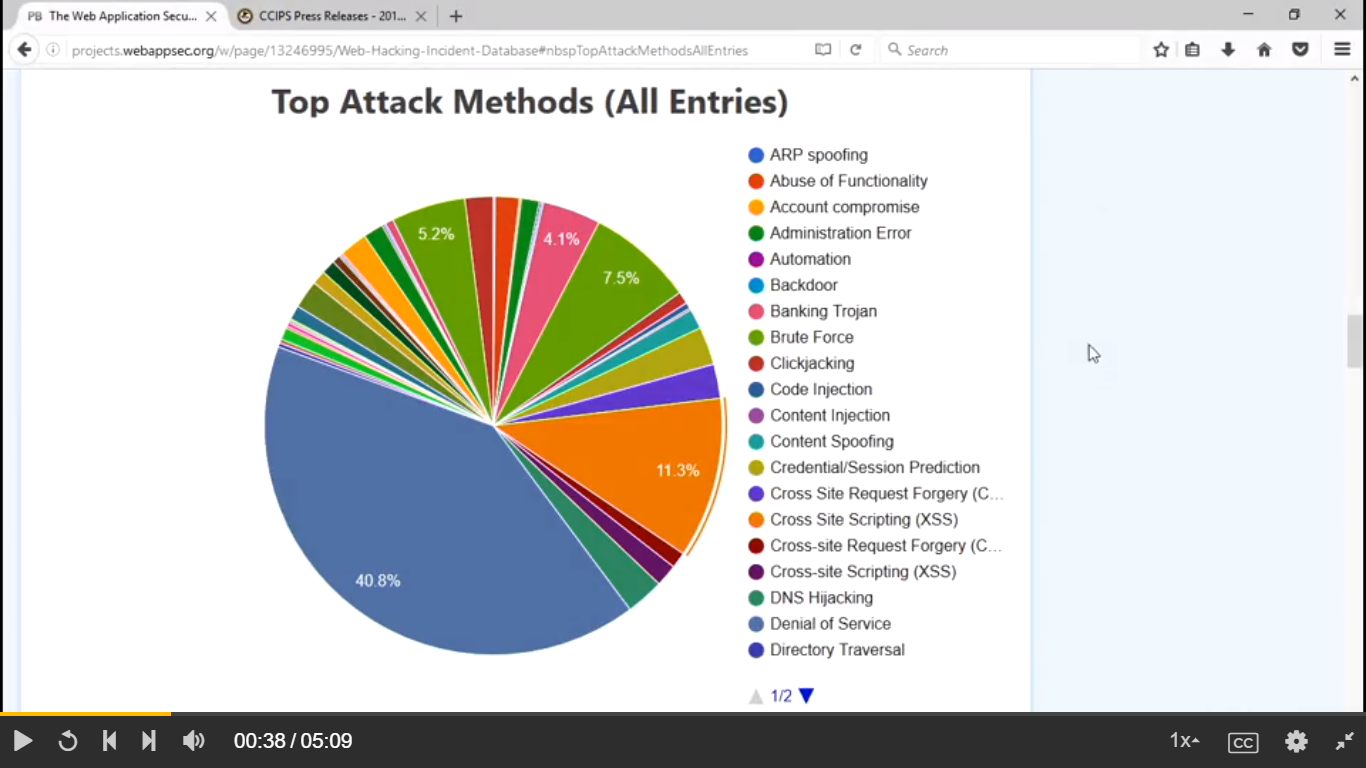 PB The Web Application Secu...
CCIPS Press Releases - 201...
projects.webappsec.org/w/page/13246995/Web-Hacking-Incident-Database#nbspTopAttackMethodsAllEntries
Search
Top Attack Methods (All Entries)
5.2%
4.1%
7.5%
11.3%
40.8%
ARP spoofing
Abuse of Functionality
Account compromise
Administration Error
Automation
Backdoor
Banking Trojan
Brute Force
Clickjacking
Code Injection
Content Injection
Content Spoofing
Credential/Session Prediction
Cross Site Request Forgery (C...
Cross Site Scripting (XSS)
Cross-site Request Forgery (C...
Cross-site Scripting (XSS)
DNS Hijacking
Denial of Service
Directory Traversal
1/2
00:38 / 05:09
1x
CC